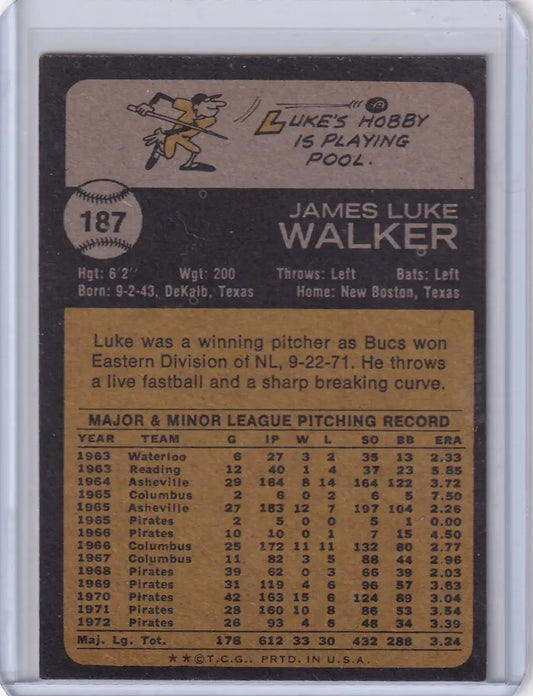 LUKE'S HOBBY
IS PLAYING
POOL.
187
JAMES LUKE
WALKER
Hgt: 6'2" Wgt: 200 Throws: Left Bats: Left
Born: 9-2-43, DeKalb, Texas Home: New Boston, Texas
Luke was a winning pitcher as Bucs won
Eastern Division of NL, 9-22-71. He throws
a live fastball and a sharp breaking curve.
MAJOR & MINOR LEAGUE PITCHING RECORD
YEAR TEAM G IP W L SO BB ERA
1963 Waterloo 6 27 3 2 35 13 2.33
1963 Reading 12 40 1 4 37 23 5.85
1964 Asheville 29 184 8 14 164 122 3.72
1965 Columbus 2 6 0 2 6 5 7.50
1965 Asheville 27 183 12 7 197 104 2.26
1965 Pirates 2 5 0 0 5 1 0.00
1966 Pirates 10 10 0 1 7 15 4.50
1966 Columbus 25 172 11 11 132 80 2.77
1967 Columbus 11 82 3 5 88 44 2.96
1968 Pirates 39 62 0 3 66 39 2.03
1969 Pirates 31 119 4 6 96 57 3.63
1970 Pirates 42 163 15 6 124 89 3.04
1971 Pirates 28 160 10 8 86 53 3.54
1972 Pirates 26 93 4 6 48 34 3.39
Maj. Lg. Tot. 178 612 33 30 432 288 3.24
**©T.C.G., PRTD. IN U.S.A.